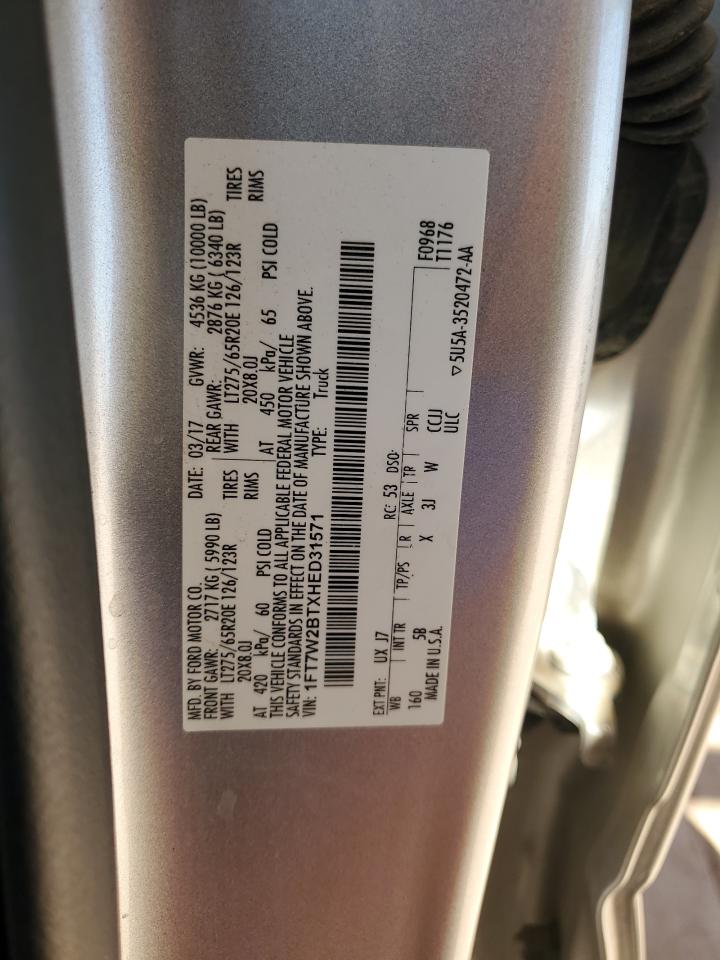 MFD. BY FORD MOTOR CO. DATE: 03/17 GVWR: 4536 KG (10000 LB)
FRONT GAWR: 2717 KG ( 5990 LB) REAR GAWR: 2876 KG ( 6340 LB)
WITH LT275/65R20E 126/123R TIRES WITH LT275/65R20E 126/123R TIRES
20X8.0J RIMS 20X8.0J RIMS
AT 420 kPa/ 60 PSI COLD AT 450 kPa/ 65 PSI COLD
THIS VEHICLE CONFORMS TO ALL APPLICABLE FEDERAL MOTOR VEHICLE
SAFETY STANDARDS IN EFFECT ON THE DATE OF MANUFACTURE SHOWN ABOVE.
VIN: 1FT7W2BTXHED31571 TYPE: Truck
EXT PNT: UX J7 RC: 53 DSO:
WB INT TR TP/PS R AXLE TR SPR F0968
160 5B X 3J W CCJJ T1176
MADE IN U.S.A. ULC ▽5U5A-3520472-AA